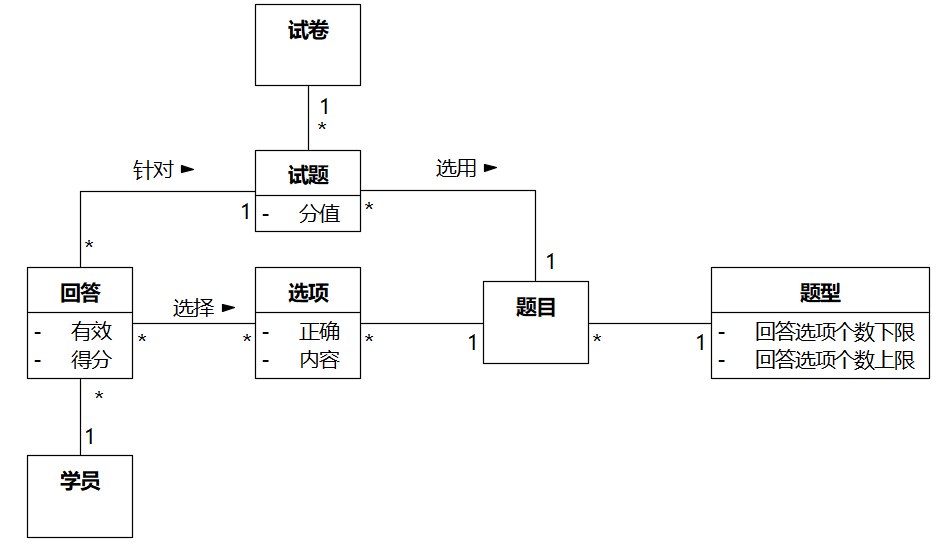 试卷
1
*
针对 ►
试题
选用 ►
1
- 分值
*
*
1
回答
选项
题目
题型
选择 ►
- 有效
*
*
- 正确
*
1
*
1
- 回答选项个数下限
- 得分
- 内容
- 回答选项个数上限
*
1
学员